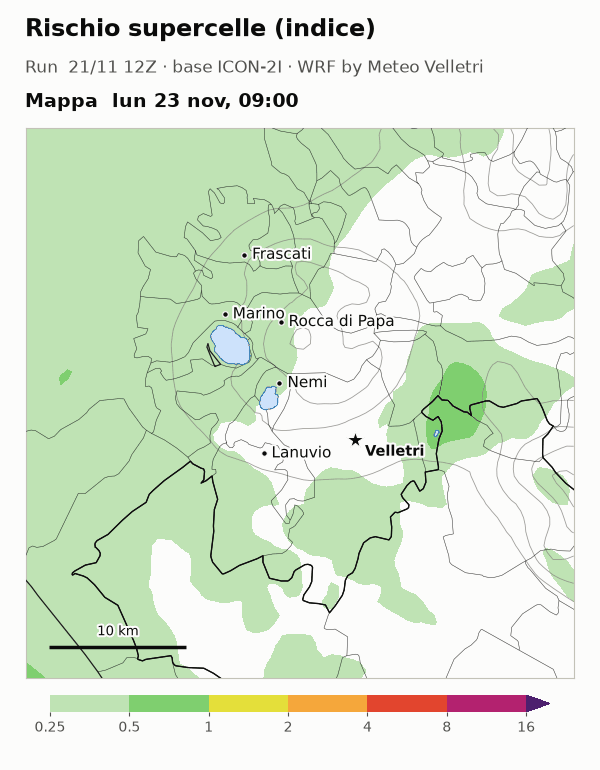 Rischio supercelle (indice)
Run  21/11 12Z · base ICON-2I · WRF by Meteo Velletri
Mappa  lun 23 nov, 09:00
Frascati
Marino
Rocca di Papa
Nemi
Velletri
Lanuvio
10 km
0.25 0.5 1 2 4 8 16